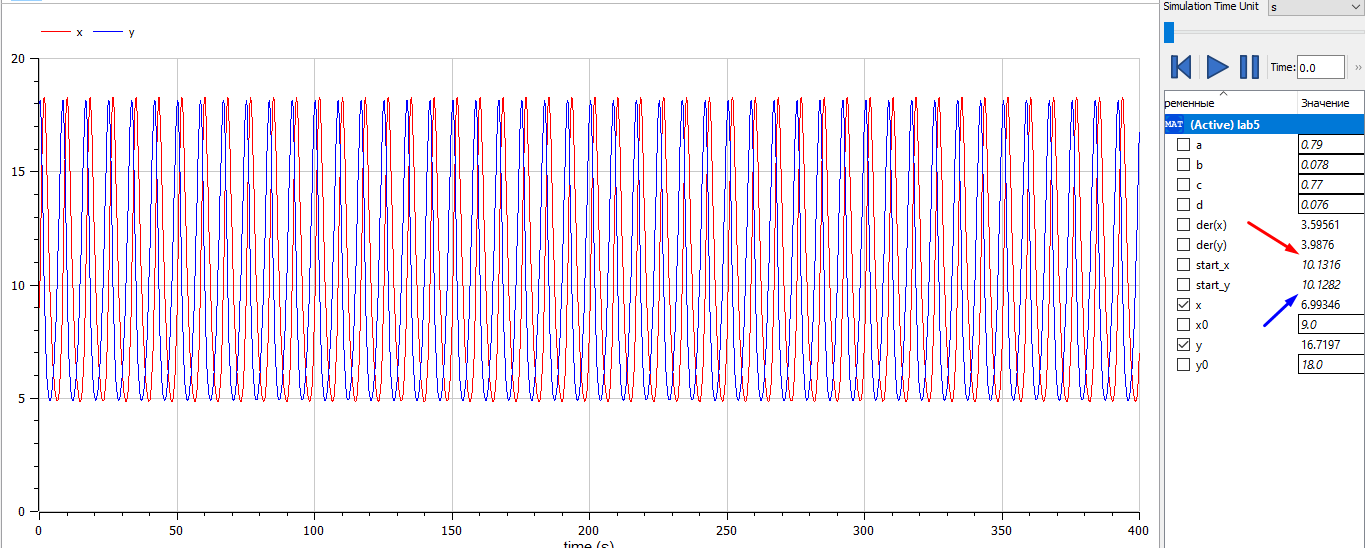 Simulation Time Unit s
x y
Time: 0.0 »
ременные Значение
MAT (Active) lab5
a 0.79
b 0.078
c 0.77
d 0.076
der(x) 3.59561
der(y) 3.9876
start_x 10.1316
start_y 10.1282
x 6.99346
x0 9.0
y 16.7197
y0 18.0
20
15
10
5
0
0 50 100 150 200 250 300 350 400
time (s)